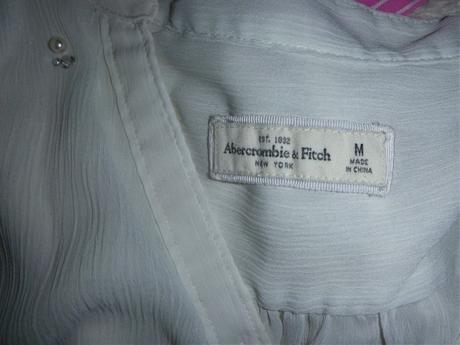 EST. 1892
Abercrombie & Fitch
NEW YORK
M
MADE
IN CHINA